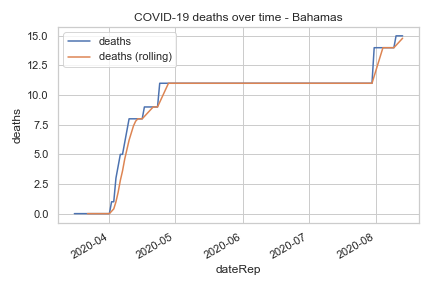 COVID-19 deaths over time - Bahamas
deaths
deaths (rolling)
15.0
12.5
10.0
7.5
5.0
2.5
0.0
deaths
2020-04
2020-05
2020-06
2020-07
2020-08
dateRep